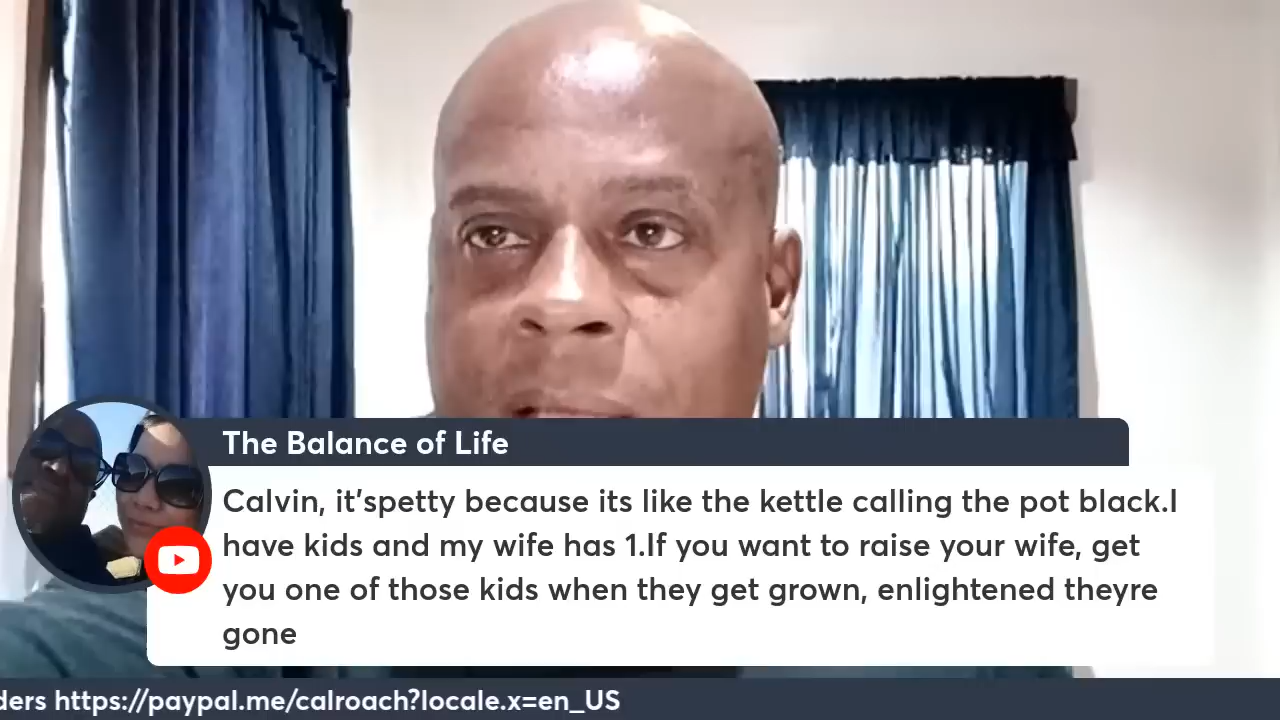 The Balance of Life
Calvin, it'spetty because its like the kettle calling the pot black.I
have kids and my wife has 1.If you want to raise your wife, get
you one of those kids when they get grown, enlightened theyre
gone
ders https://paypal.me/calroach?locale.x=en_US